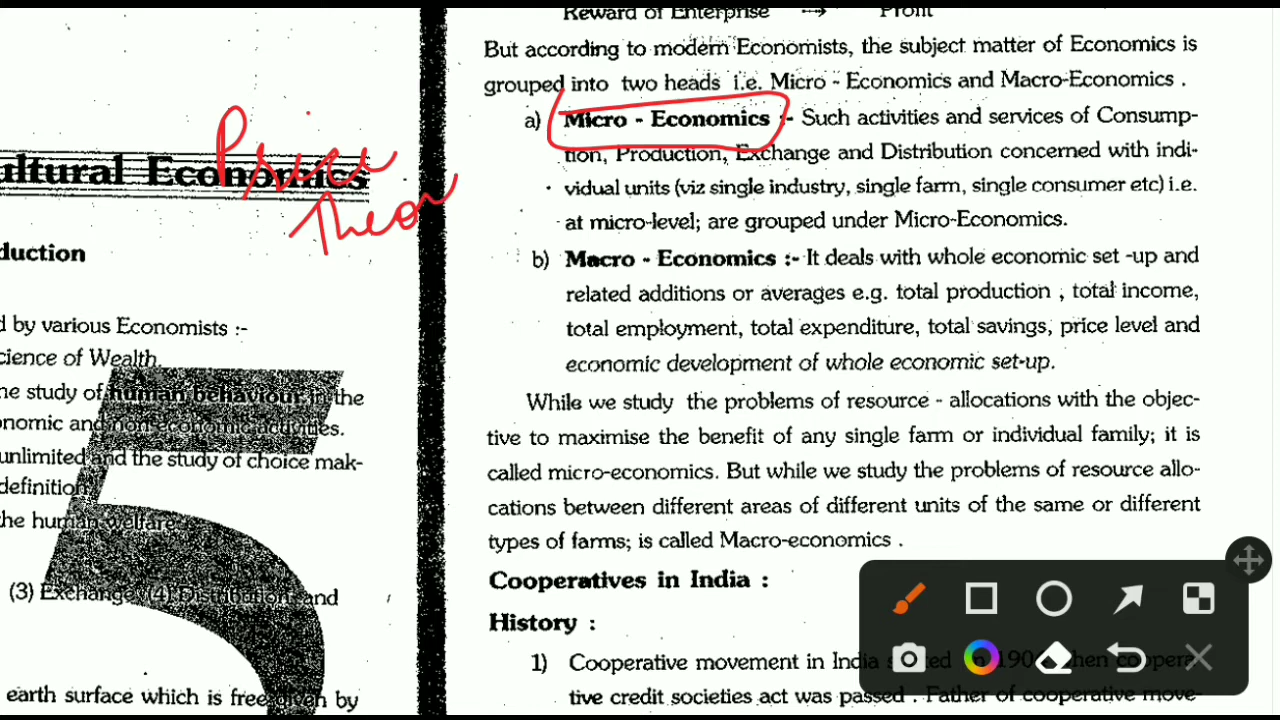 ultural Economics
duction
d by various Economists :-
cience of Wealth.
he study of human behaviour in the
onomic and non-economic activities.
unlimited and the study of choice mak-
definition
the human welfare
(3) Exchange (4) Distribution and
earth surface which is free given by
Price
Theor
Reward of Enterprise ⇢ Profit
But according to modern Economists, the subject matter of Economics is
grouped into two heads i.e. Micro - Economics and Macro-Economics .
a) Micro - Economics :- Such activities and services of Consump-
tion, Production, Exchange and Distribution concerned with indi-
vidual units (viz single industry, single farm, single consumer etc) i.e.
at micro-level; are grouped under Micro-Economics.
b) Macro - Economics :- It deals with whole economic set -up and
related additions or averages e.g. total production , total income,
total employment, total expenditure, total savings, price level and
economic development of whole economic set-up.
While we study the problems of resource - allocations with the objec-
tive to maximise the benefit of any single farm or individual family; it is
called micro-economics. But while we study the problems of resource allo-
cations between different areas of different units of the same or different
types of farms; is called Macro-economics .
Cooperatives in India :
History :
1) Cooperative movement in India in 190 when coopera-
tive credit societies act was passed . Father of cooperative move-